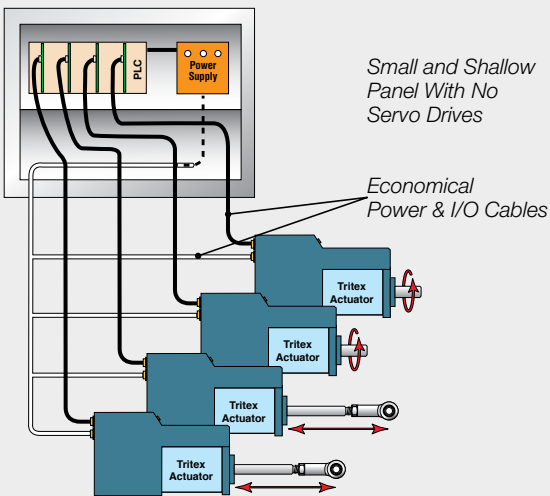 PLC
Power
Supply
Small and Shallow
Panel With No
Servo Drives
Economical
Power & I/O Cables
Tritex
Actuator
Tritex
Actuator
Tritex
Actuator
Tritex
Actuator